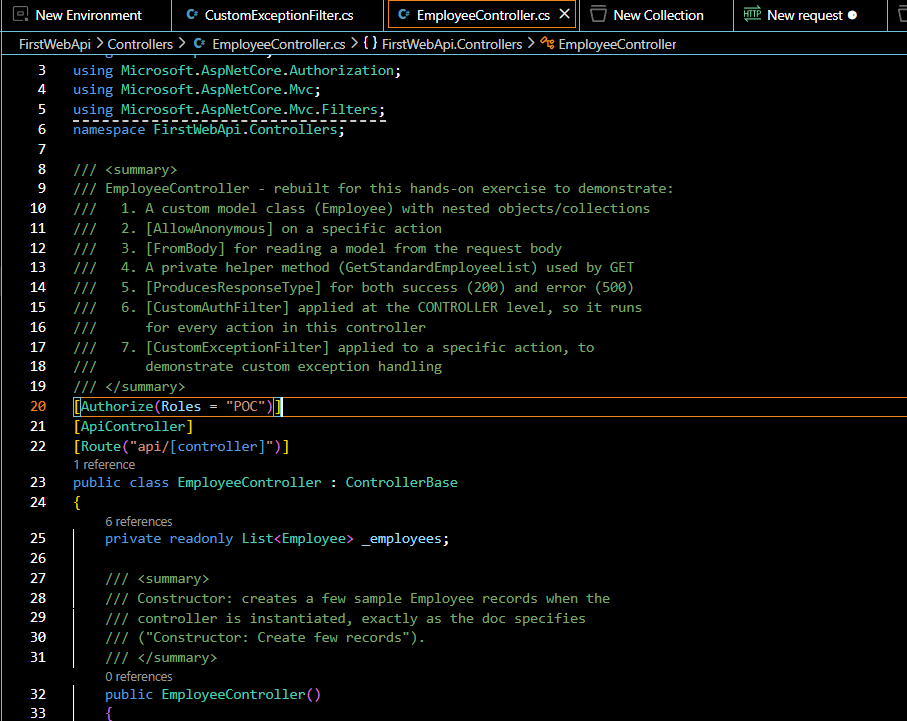 New Environment
C# CustomExceptionFilter.cs
C# EmployeeController.cs
New Collection
HTTP New request
FirstWebApi > Controllers > C# EmployeeController.cs > {} FirstWebApi.Controllers > EmployeeController
3 using Microsoft.AspNetCore.Authorization;
4 using Microsoft.AspNetCore.Mvc;
5 using Microsoft.AspNetCore.Mvc.Filters;
6 namespace FirstWebApi.Controllers;
7
8 /// <summary>
9 /// EmployeeController - rebuilt for this hands-on exercise to demonstrate:
10 ///   1. A custom model class (Employee) with nested objects/collections
11 ///   2. [AllowAnonymous] on a specific action
12 ///   3. [FromBody] for reading a model from the request body
13 ///   4. A private helper method (GetStandardEmployeeList) used by GET
14 ///   5. [ProducesResponseType] for both success (200) and error (500)
15 ///   6. [CustomAuthFilter] applied at the CONTROLLER level, so it runs
16 ///      for every action in this controller
17 ///   7. [CustomExceptionFilter] applied to a specific action, to
18 ///      demonstrate custom exception handling
19 /// </summary>
20 [Authorize(Roles = "POC")]
21 [ApiController]
22 [Route("api/[controller]")]
1 reference
23 public class EmployeeController : ControllerBase
24 {
6 references
25     private readonly List<Employee> _employees;
26
27     /// <summary>
28     /// Constructor: creates a few sample Employee records when the
29     /// controller is instantiated, exactly as the doc specifies
30     /// ("Constructor: Create few records").
31     /// </summary>
0 references
32     public EmployeeController()
33     {